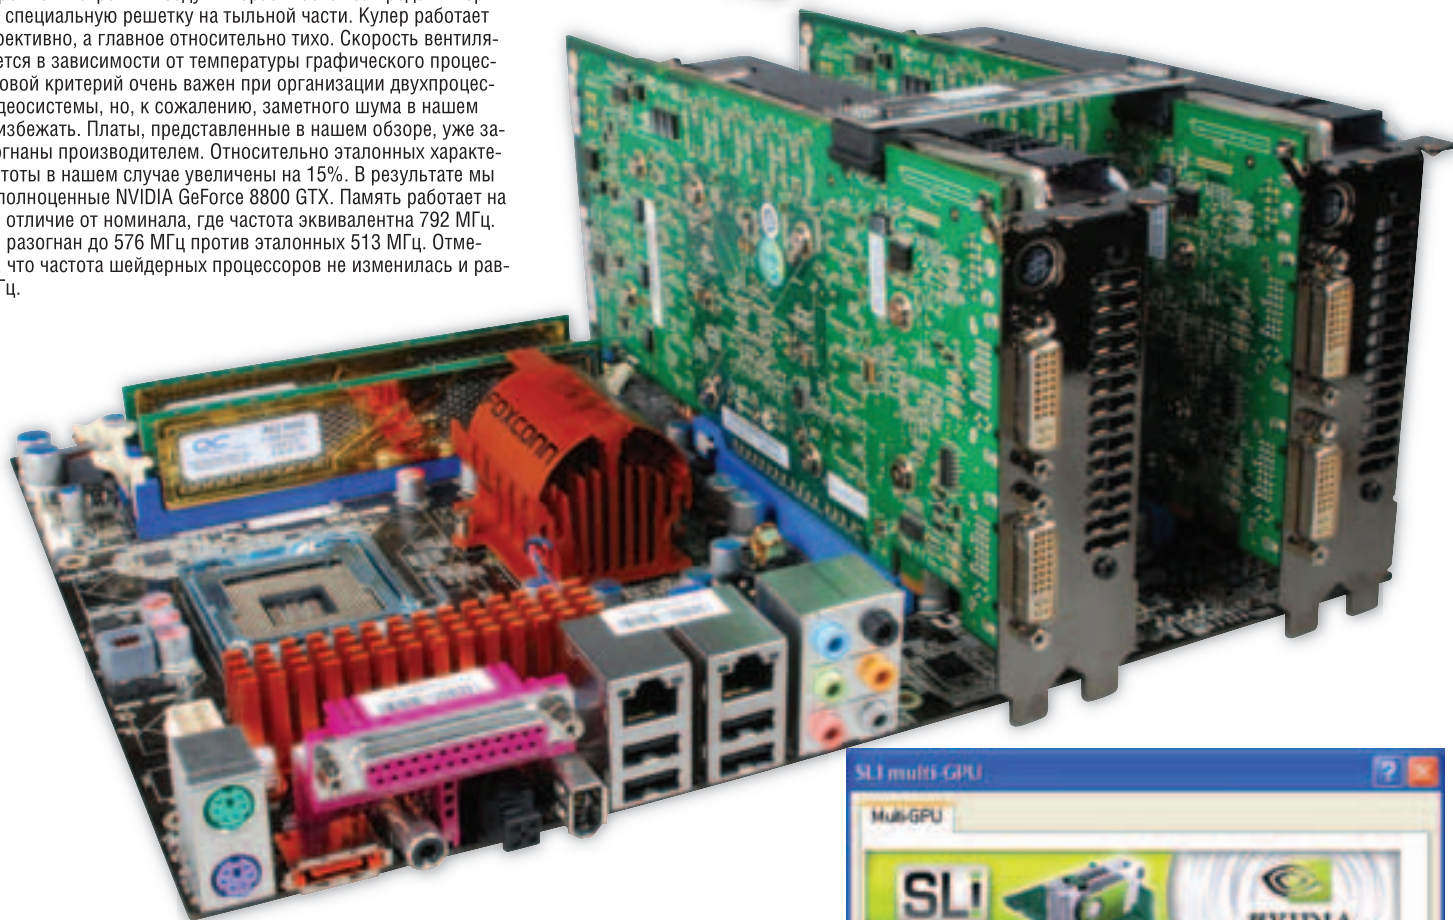 специальную решетку на тыльной части. Кулер работает
рективно, а главное относительно тихо. Скорость вентиля-
ется в зависимости от температуры графического процес-
овой критерий очень важен при организации двухпроцес-
деосистемы, но, к сожалению, заметного шума в нашем
избежать. Платы, представленные в нашем обзоре, уже за-
огнаны производителем. Относительно эталонных характе-
тоты в нашем случае увеличены на 15%. В результате мы
полноценные NVIDIA GeForce 8800 GTX. Память работает на
отличие от номинала, где частота эквивалентна 792 МГц.
разогнан до 576 МГц против эталонных 513 МГц. Отме-
что частота шейдерных процессоров не изменилась и рав-
Гц.
FOXCONN
SLI multi-GPU
Multi-GPU
SLI
NVIDIA